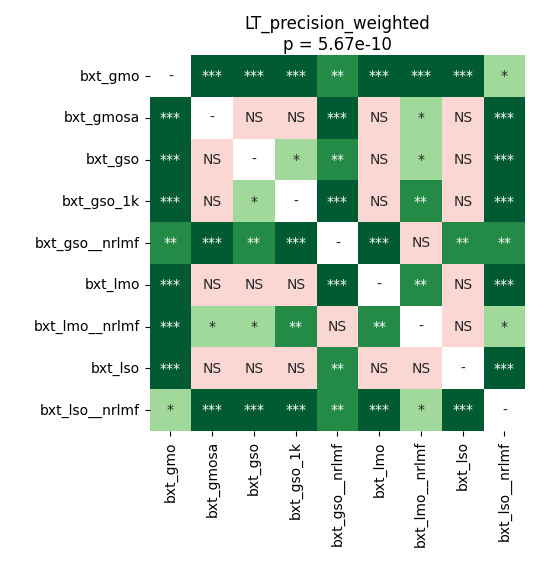 LT_precision_weighted
p = 5.67e-10
bxt_gmo - *** *** *** ** *** *** *** *
bxt_gmosa *** - NS NS *** NS * NS ***
bxt_gso *** NS - * ** NS * NS ***
bxt_gso_1k *** NS * - *** NS ** NS ***
bxt_gso__nrlmf ** *** ** *** - *** NS ** **
bxt_lmo *** NS NS NS *** - ** NS ***
bxt_lmo__nrlmf *** * * ** NS ** - NS *
bxt_lso *** NS NS NS ** NS NS - ***
bxt_lso__nrlmf * *** *** *** ** *** * *** -
bxt_gmo
bxt_gmosa
bxt_gso
bxt_gso_1k
bxt_gso__nrlmf
bxt_lmo
bxt_lmo__nrlmf
bxt_lso
bxt_lso__nrlmf